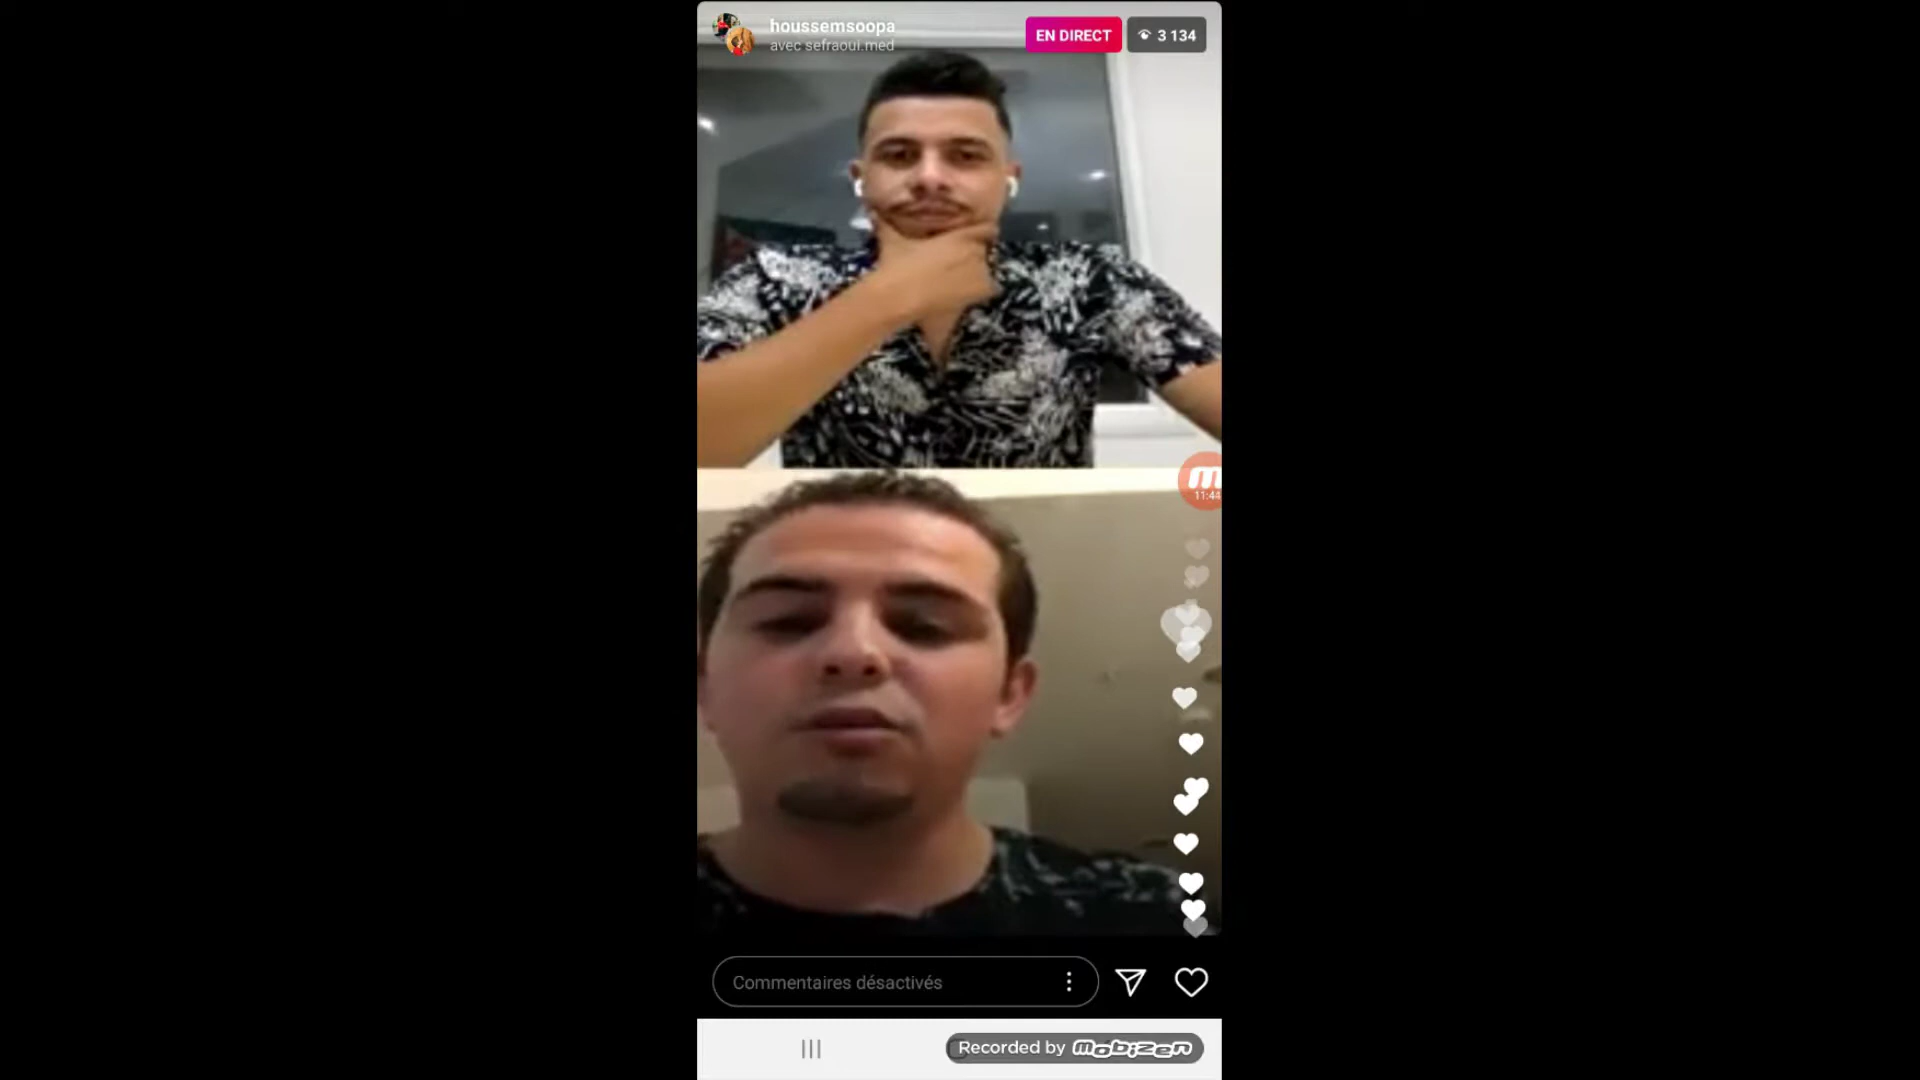 houssemsoopa
avec sefraoui.med
EN DIRECT
3 134
11:44
Commentaires désactivés
Recorded by mobizen